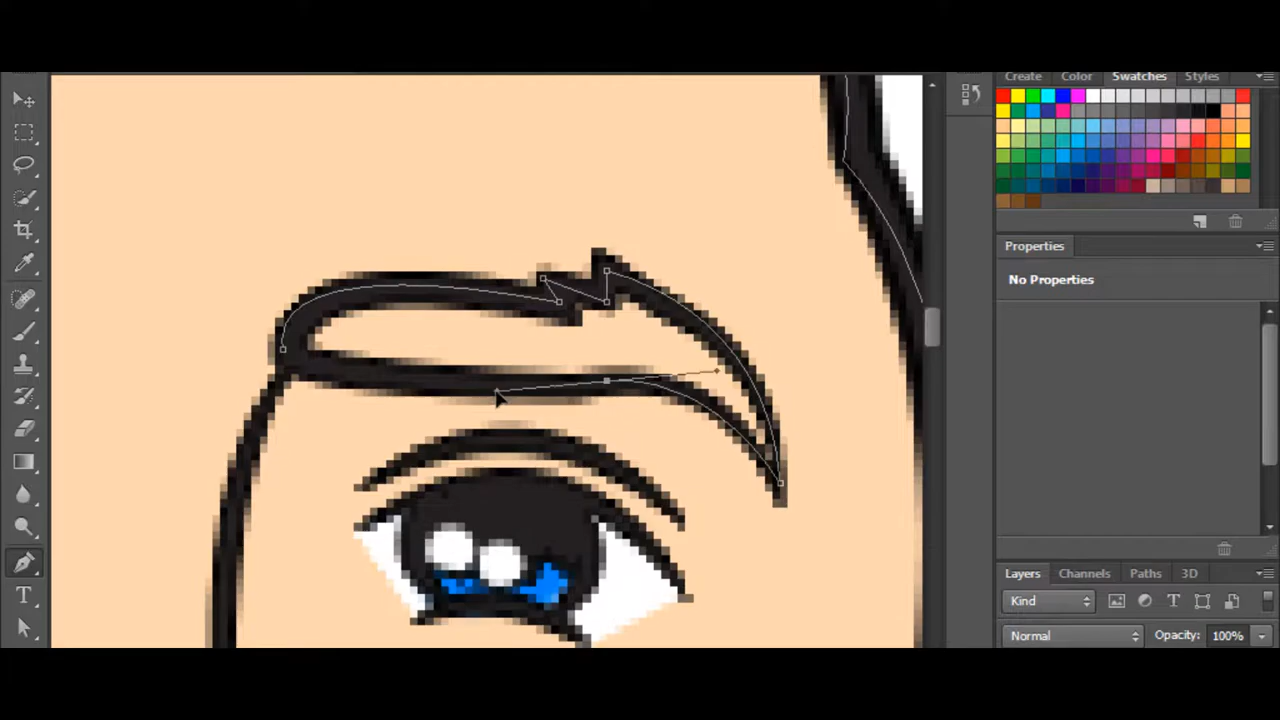 Create Color Swatches Styles
Properties
No Properties
Layers Channels Paths 3D
Kind
Normal Opacity: 100%